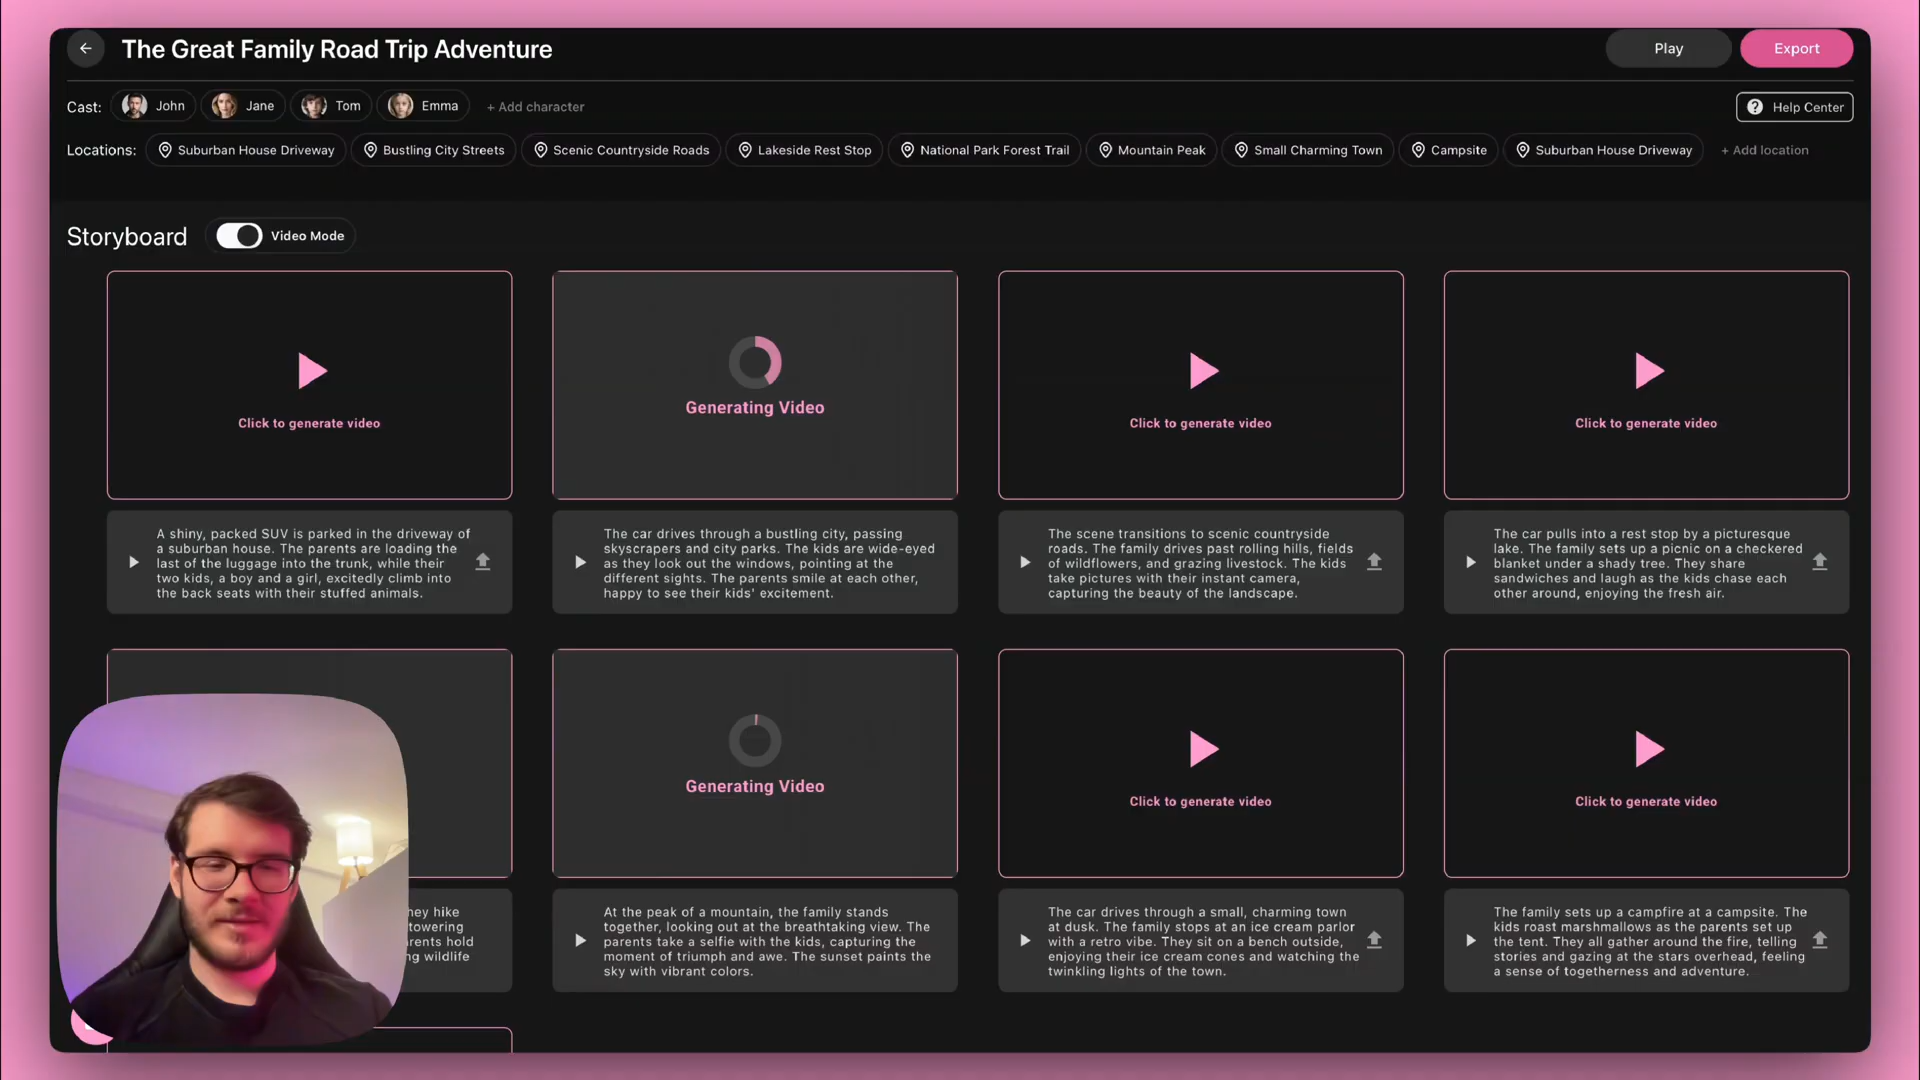 The Great Family Road Trip Adventure
Play
Export
Cast:
John
Jane
Tom
Emma
+ Add character
Help Center
Locations:
Suburban House Driveway
Bustling City Streets
Scenic Countryside Roads
Lakeside Rest Stop
National Park Forest Trail
Mountain Peak
Small Charming Town
Campsite
Suburban House Driveway
+ Add location
Storyboard
Video Mode
Click to generate video
Generating Video
Click to generate video
Click to generate video
A shiny, packed SUV is parked in the driveway of
a suburban house. The parents are loading the
last of the luggage into the trunk, while their
two kids, a boy and a girl, excitedly climb into
the back seats with their stuffed animals.
The car drives through a bustling city, passing
skyscrapers and city parks. The kids are wide-eyed
as they look out the windows, pointing at the
different sights. The parents smile at each other,
happy to see their kids' excitement.
The scene transitions to scenic countryside
roads. The family drives past rolling hills, fields
of wildflowers, and grazing livestock. The kids
take pictures with their instant camera,
capturing the beauty of the landscape.
The car pulls into a rest stop by a picturesque
lake. The family sets up a picnic on a checkered
blanket under a shady tree. They share
sandwiches and laugh as the kids chase each
other around, enjoying the fresh air.
Generating Video
Click to generate video
Click to generate video
hey hike
towering
arents hold
ng wildlife
At the peak of a mountain, the family stands
together, looking out at the breathtaking view. The
parents take a selfie with the kids, capturing the
moment of triumph and awe. The sunset paints the
sky with vibrant colors.
The car drives through a small, charming town
at dusk. The family stops at an ice cream parlor
with a retro vibe. They sit on a bench outside,
enjoying their ice cream cones and watching the
twinkling lights of the town.
The family sets up a campfire at a campsite. The
kids roast marshmallows as the parents set up
the tent. They all gather around the fire, telling
stories and gazing at the stars overhead, feeling
a sense of togetherness and adventure.